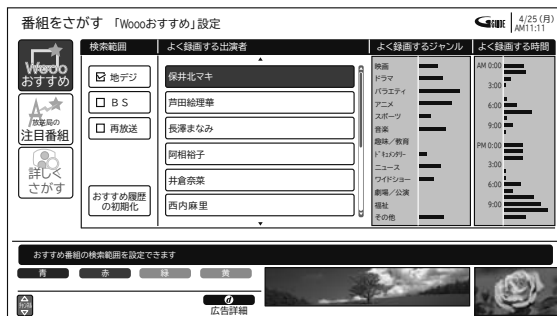 番組をさがす 「Woooおすすめ」設定
G-GUIDE 4/25(月)
AM11:11
Wooo
おすすめ
放送局の
注目番組
詳しく
さがす
検索範囲
地デジ
BS
再放送
おすすめ履歴
の初期化
よく録画する出演者
保井北マキ
芦田絵理華
長澤まなみ
阿相裕子
井倉奈菜
西内麻里
よく録画するジャンル
映画
ドラマ
バラエティ
アニメ
スポーツ
音楽
趣味/教育
ドキュメンタリー
ニュース
ワイドショー
劇場/公演
福祉
その他
よく録画する時間
AM 0:00
3:00
6:00
9:00
PM 0:00
3:00
6:00
9:00
おすすめ番組の検索範囲を設定できます
青 赤 緑 黄
d
広告詳細